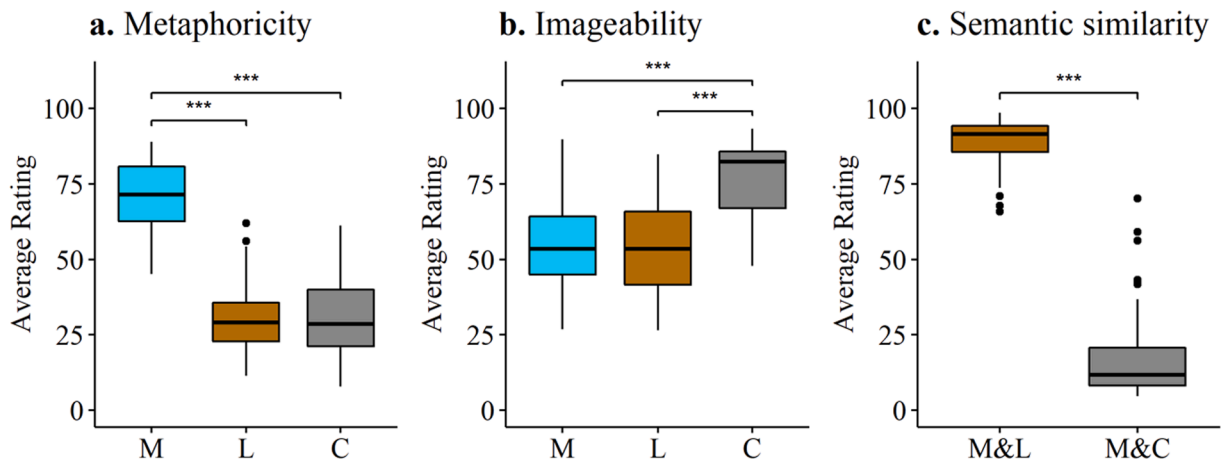 a. Metaphoricity
***
***
100
75
50
25
0
Average Rating
M L C
b. Imageability
***
***
100
75
50
25
0
Average Rating
M L C
c. Semantic similarity
***
100
75
50
25
0
Average Rating
M&L M&C